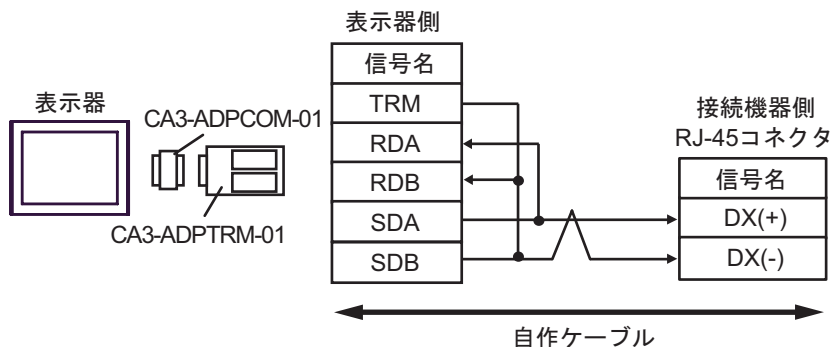 表示器
CA3-ADPCOM-01
CA3-ADPTRM-01
表示器側
信号名
TRM
RDA
RDB
SDA
SDB
接続機器側
RJ-45コネクタ
信号名
DX(+)
DX(-)
自作ケーブル